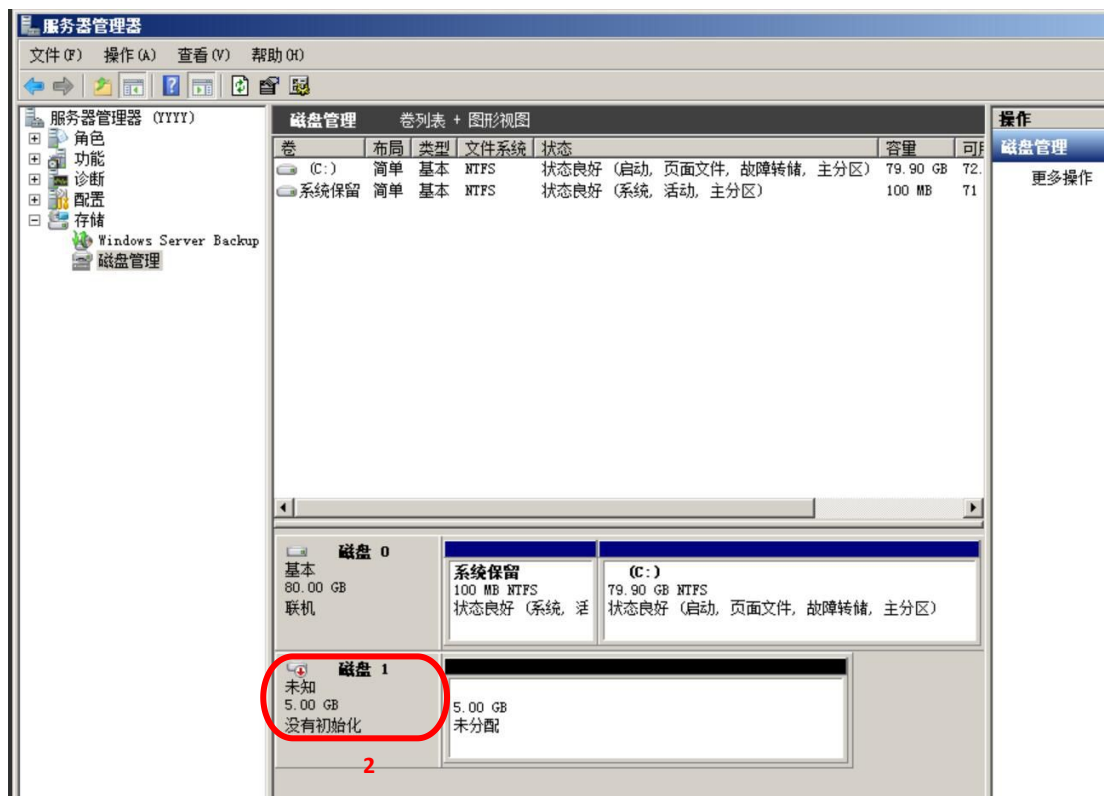 服务器管理器
文件(F) 操作(A) 查看(V) 帮助(H)
服务器管理器 (YYYY)
角色
功能
诊断
配置
存储
Windows Server Backup
磁盘管理
磁盘管理 卷列表 + 图形视图
卷 布局 类型 文件系统 状态 容量
(C:) 简单 基本 NTFS 状态良好 (启动, 页面文件, 故障转储, 主分区) 79.90 GB 72.
系统保留 简单 基本 NTFS 状态良好 (系统, 活动, 主分区) 100 MB 71
磁盘 0
基本
80.00 GB
联机
系统保留
100 MB NTFS
状态良好 (系统, 活
(C:)
79.90 GB NTFS
状态良好 (启动, 页面文件, 故障转储, 主分区)
磁盘 1
未知
5.00 GB
没有初始化
5.00 GB
未分配
2
操作
磁盘管理
更多操作